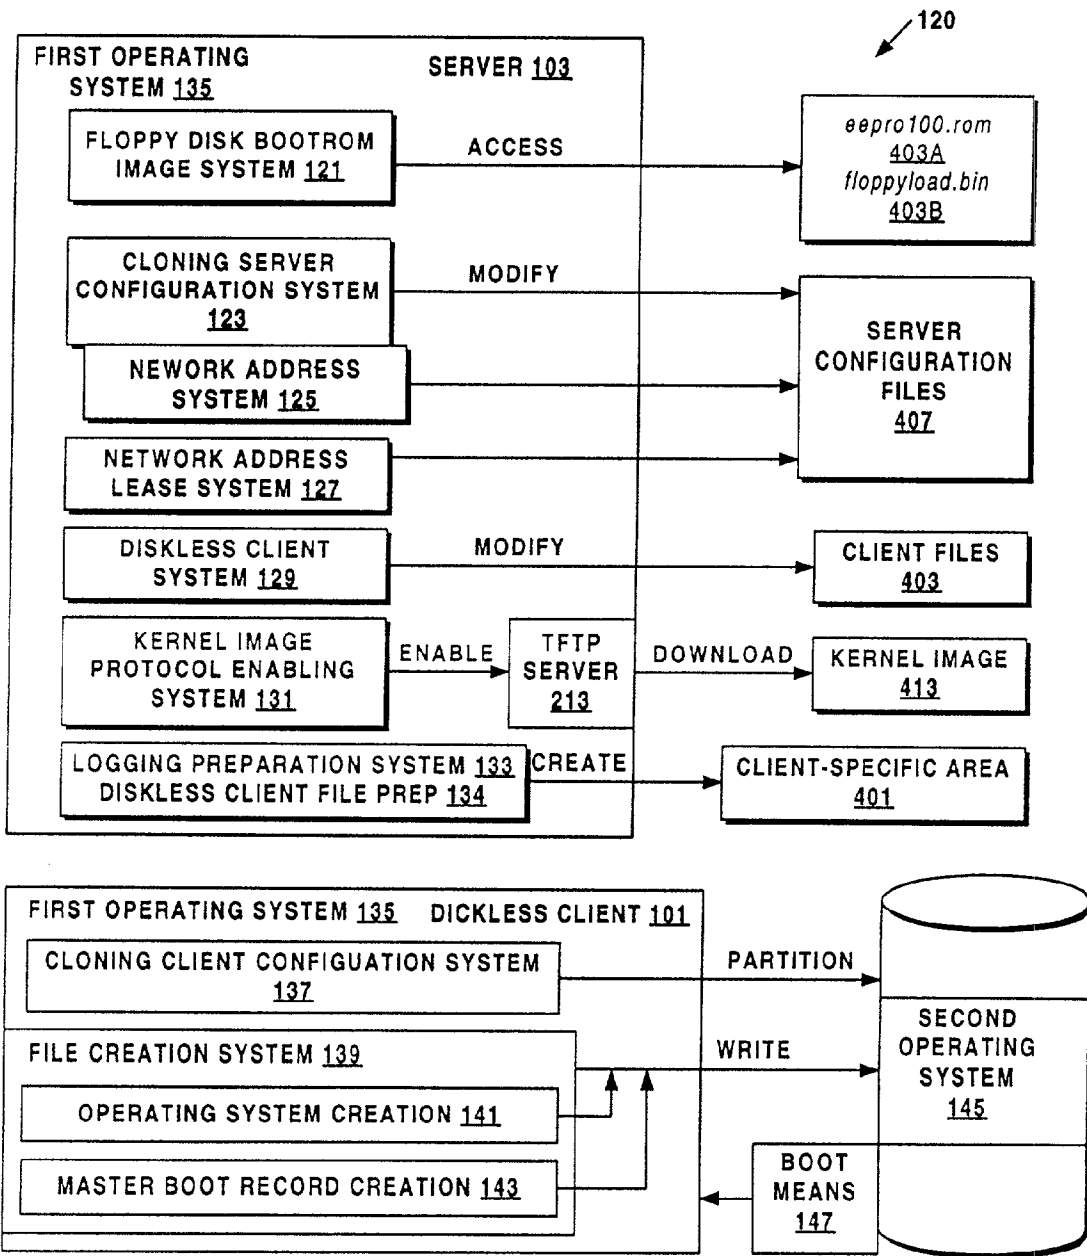 120
FIRST OPERATING
SYSTEM 135
SERVER 103
FLOPPY DISK BOOTROM
IMAGE SYSTEM 121
ACCESS
eepro100.rom
403A
floppyload.bin
403B
CLONING SERVER
CONFIGURATION SYSTEM
123
MODIFY
NEWORK ADDRESS
SYSTEM 125
SERVER
CONFIGURATION
FILES
407
NETWORK ADDRESS
LEASE SYSTEM 127
DISKLESS CLIENT
SYSTEM 129
MODIFY
CLIENT FILES
403
KERNEL IMAGE
PROTOCOL ENABLING
SYSTEM 131
ENABLE
TFTP
SERVER
213
DOWNLOAD
KERNEL IMAGE
413
LOGGING PREPARATION SYSTEM 133
DISKLESS CLIENT FILE PREP 134
CREATE
CLIENT-SPECIFIC AREA
401
FIRST OPERATING SYSTEM 135
DICKLESS CLIENT 101
CLONING CLIENT CONFIGUATION SYSTEM
137
PARTITION
FILE CREATION SYSTEM 139
WRITE
SECOND
OPERATING
SYSTEM
145
OPERATING SYSTEM CREATION 141
MASTER BOOT RECORD CREATION 143
BOOT
MEANS
147